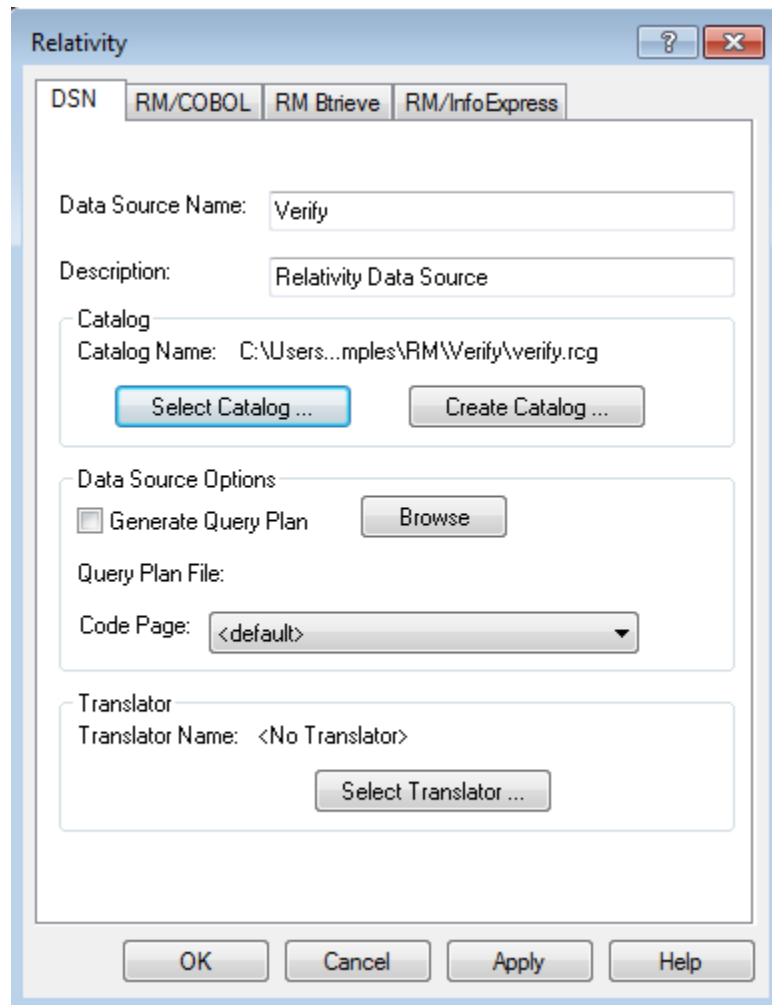 Relativity
DSN RM/COBOL RM Btrieve RM/InfoExpress
Data Source Name: Verify
Description: Relativity Data Source
Catalog
Catalog Name: C:\Users...mples\RM\Verify\verify.rcg
Select Catalog ... Create Catalog ...
Data Source Options
Generate Query Plan Browse
Query Plan File:
Code Page: <default>
Translator
Translator Name: <No Translator>
Select Translator ...
OK Cancel Apply Help